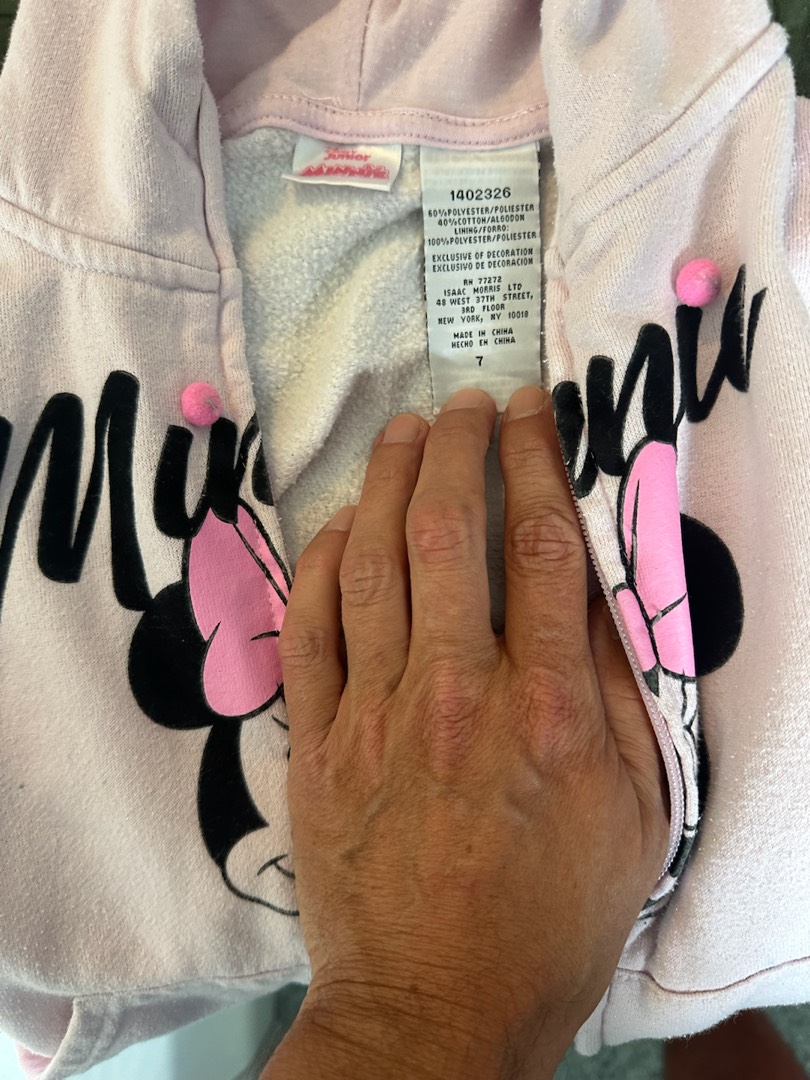 Junior
MINNIE
1402326
60%POLYESTER/POLIESTER
40%COTTON/ALGODON
LINING/FORRO:
100%POLYESTER/POLIESTER
EXCLUSIVE OF DECORATION
EXCLUSIVO DE DECORACION
RN 77272
ISAAC MORRIS LTD
48 WEST 37TH STREET,
3RD FLOOR
NEW YORK, NY 10018
MADE IN CHINA
HECHO EN CHINA
7
Min